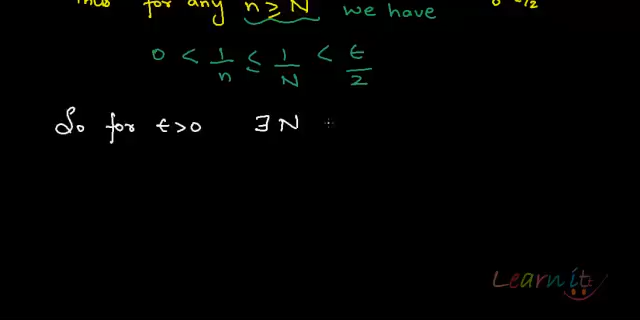 Thus for any n ≥ N we have
0 < 1/n ≤ 1/N < ϵ/2
So for ϵ>0 ∃ N
Learnit